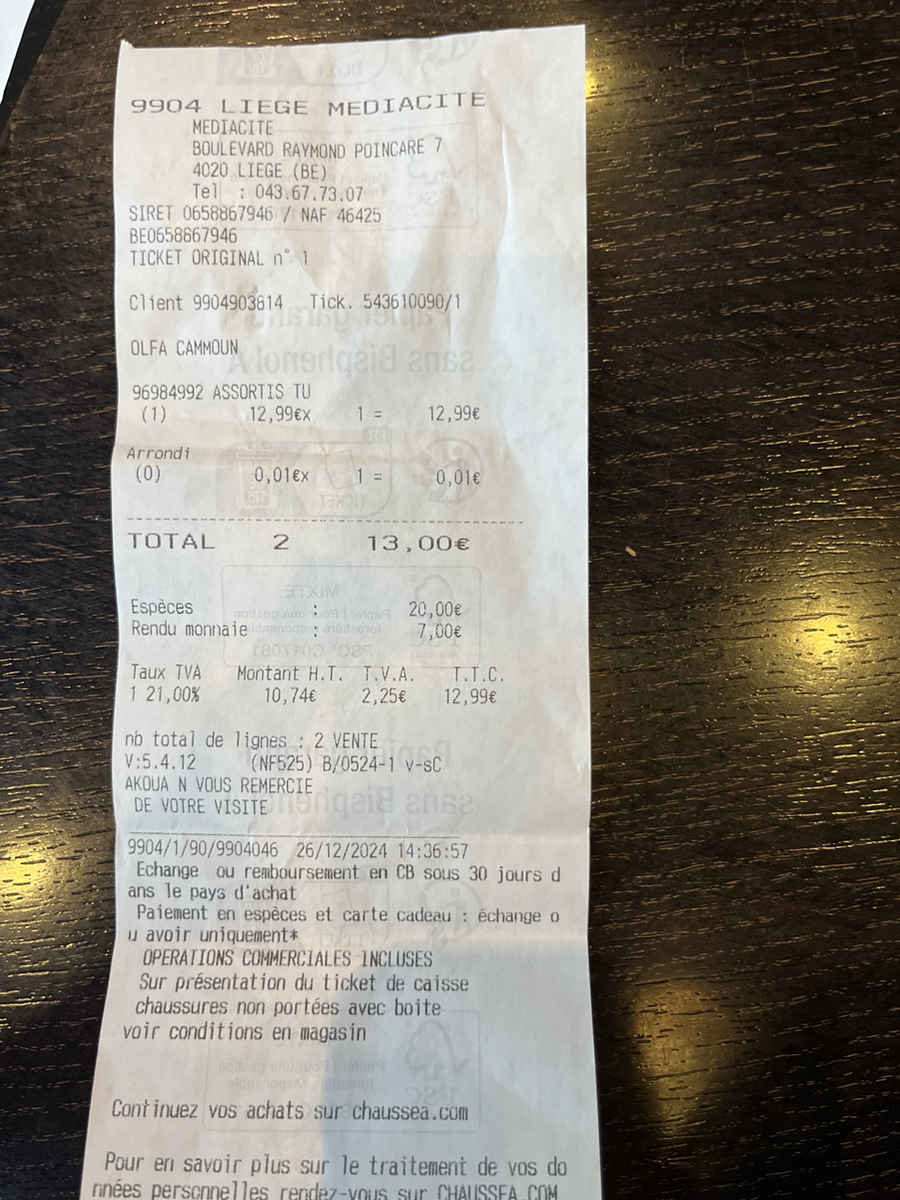 9904 LIEGE MEDIACITE
MEDIACITE
BOULEVARD RAYMOND POINCARE 7
4020 LIEGE (BE)
Tel : 043.67.73.07
SIRET 0658867946 / NAF 46425
BE0658867946
TICKET ORIGINAL n° 1
Client 9904903814 Tick. 543610090/1
OLFA CAMMOUN
96984992 ASSORTIS TU
(1) 12,99€x 1 = 12,99€
Arrondi
(0) 0,01€x 1 = 0,01€
TOTAL 2 13,00€
Espèces : 20,00€
Rendu monnaie : 7,00€
Taux TVA Montant H.T. T.V.A. T.T.C.
1 21,00% 10,74€ 2,25€ 12,99€
nb total de lignes : 2 VENTE
V:5.4.12 (NF525) B/0524-1 v-sC
AKOUA N VOUS REMERCIE
DE VOTRE VISITE
9904/1/90/9904046 26/12/2024 14:36:57
Echange ou remboursement en CB sous 30 jours d
ans le pays d'achat
Paiement en espèces et carte cadeau : échange o
u avoir uniquement*
OPERATIONS COMMERCIALES INCLUSES
Sur présentation du ticket de caisse
chaussures non portées avec boite
voir conditions en magasin
Continuez vos achats sur chaussea.com
Pour en savoir plus sur le traitement de vos do
nnées personnelles rendez-vous sur CHAUSSEA.COM